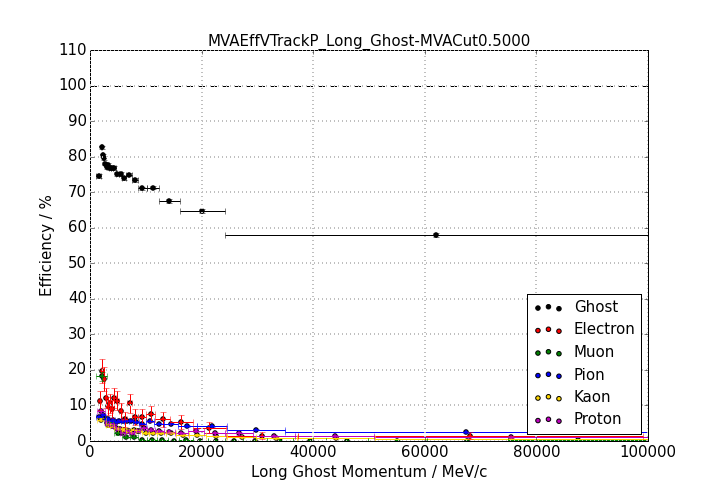 MVAEffVTrackP_Long_Ghost-MVACut0.5000
110
100
90
80
70
60
50
40
30
20
10
0
Efficiency / %
Ghost
Electron
Muon
Pion
Kaon
Proton
0 20000 40000 60000 80000 100000
Long Ghost Momentum / MeV/c